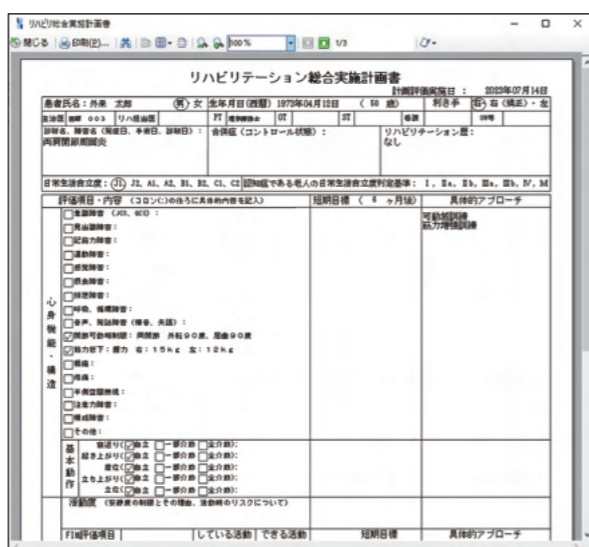 リハビリ総合実施計画書
閉じる 印刷(P)... 100% 1/3
リハビリテーション総合実施計画書
計画評価実施日： 2023年07月14日
患者氏名：外来 太郎 男 女 生年月日(西暦) 1973年04月12日 ( 50 歳) 利き手 右・右(矯正)・左
主治医 医師 003 リハ担当医 PT OT ST 看護
診断名、障害名（発症日、手術日、診断日）： 合併症（コントロール状態）： リハビリテーション歴：
両肩関節周囲炎 なし
日常生活自立度：J1, J2, A1, A2, B1, B2, C1, C2 認知症である老人の日常生活自立度判定基準： I, IIa, IIb, IIIa, IIIb, IV, M
評価項目・内容 (コロン(:)の後ろに具体的内容を記入) 短期目標 ( 6 ヶ月後) 具体的アプローチ
心身機能・構造
意識障害 (JCS, GCS)： 可動域訓練
見当識障害： 筋力増強訓練
記銘力障害：
運動障害：
感覚障害：
摂食障害：
排泄障害：
呼吸、循環障害：
音声、発話障害（構音、失語）：
関節可動域制限：両関節 外転90度、屈曲90度
筋力低下：握力 右：15kg 左：12kg
褥瘡：
疼痛：
半側空間無視：
注意力障害：
構成障害：
その他：
基本動作
寝返り(自立 一部介助 全介助)：
起き上がり(自立 一部介助 全介助)：
座位(自立 一部介助 全介助)：
立ち上がり(自立 一部介助 全介助)：
立位(自立 一部介助 全介助)：
活動度 (安静度の制限とその理由、活動時のリスクについて)
FIM評価項目 している活動 できる活動 短期目標 具体的アプローチ